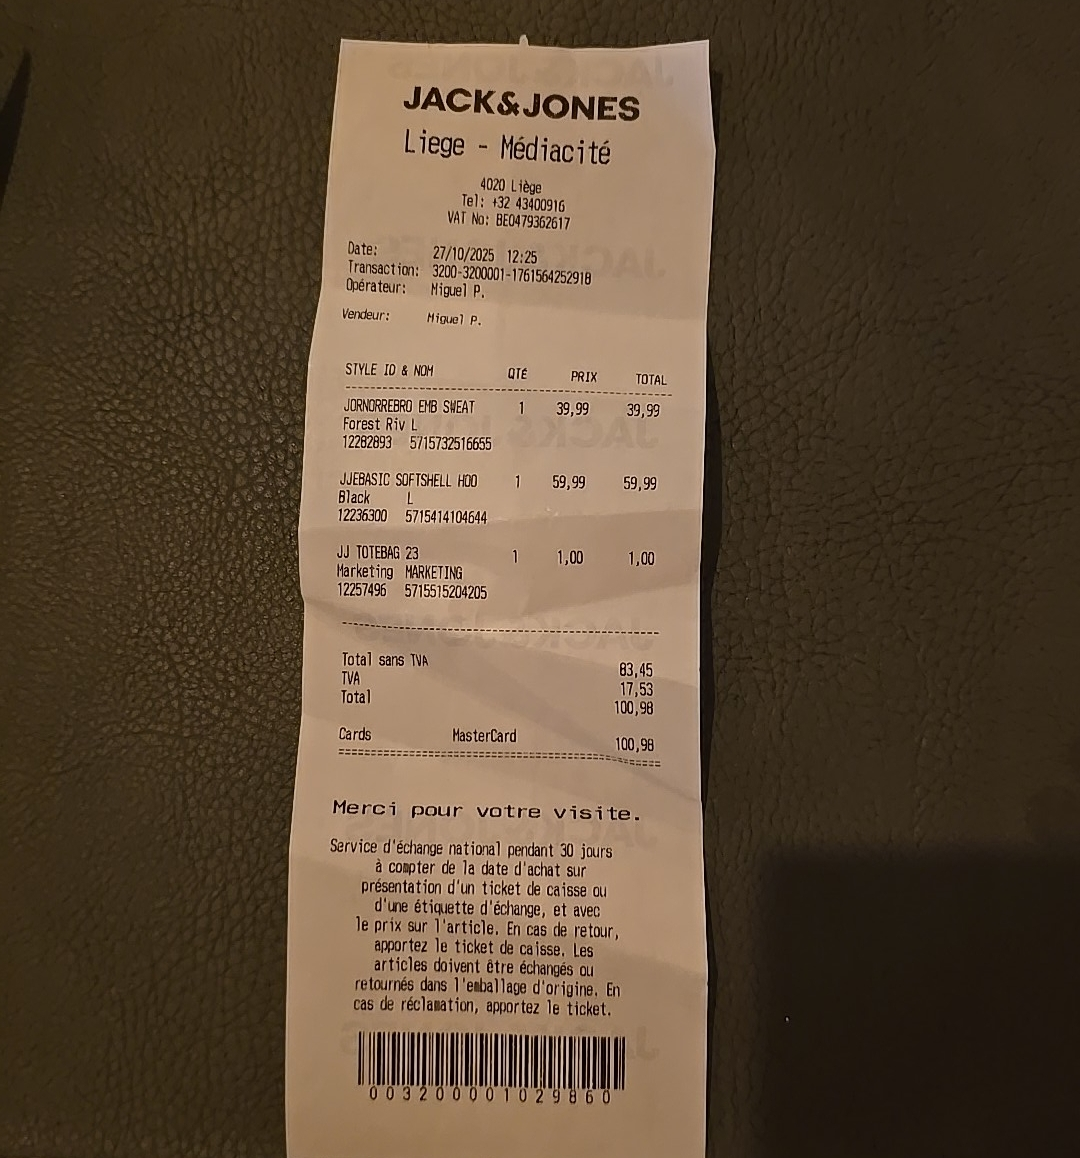 JACK&JONES
Liege - Médiacité
4020 Liège
Tel: +32 43400916
VAT No: BE0479362617
Date: 27/10/2025 12:25
Transaction: 3200-3200001-1761564252918
Opérateur: Miguel P.
Vendeur: Miguel P.
STYLE ID & NOM QTÉ PRIX TOTAL
JORNORREBRO EMB SWEAT 1 39,99 39,99
Forest Riv L
12282893 5715732516655
JJEBASIC SOFTSHELL HOO 1 59,99 59,99
Black L
12236300 5715414104644
JJ TOTEBAG 23 1 1,00 1,00
Marketing MARKETING
12257496 5715515204205
Total sans TVA 83,45
TVA 17,53
Total 100,98
Cards MasterCard 100,98
Merci pour votre visite.
Service d'échange national pendant 30 jours
à compter de la date d'achat sur
présentation d'un ticket de caisse ou
d'une étiquette d'échange, et avec
le prix sur l'article. En cas de retour,
apportez le ticket de caisse. Les
articles doivent être échangés ou
retournés dans l'emballage d'origine. En
cas de réclamation, apportez le ticket.
003200001029860